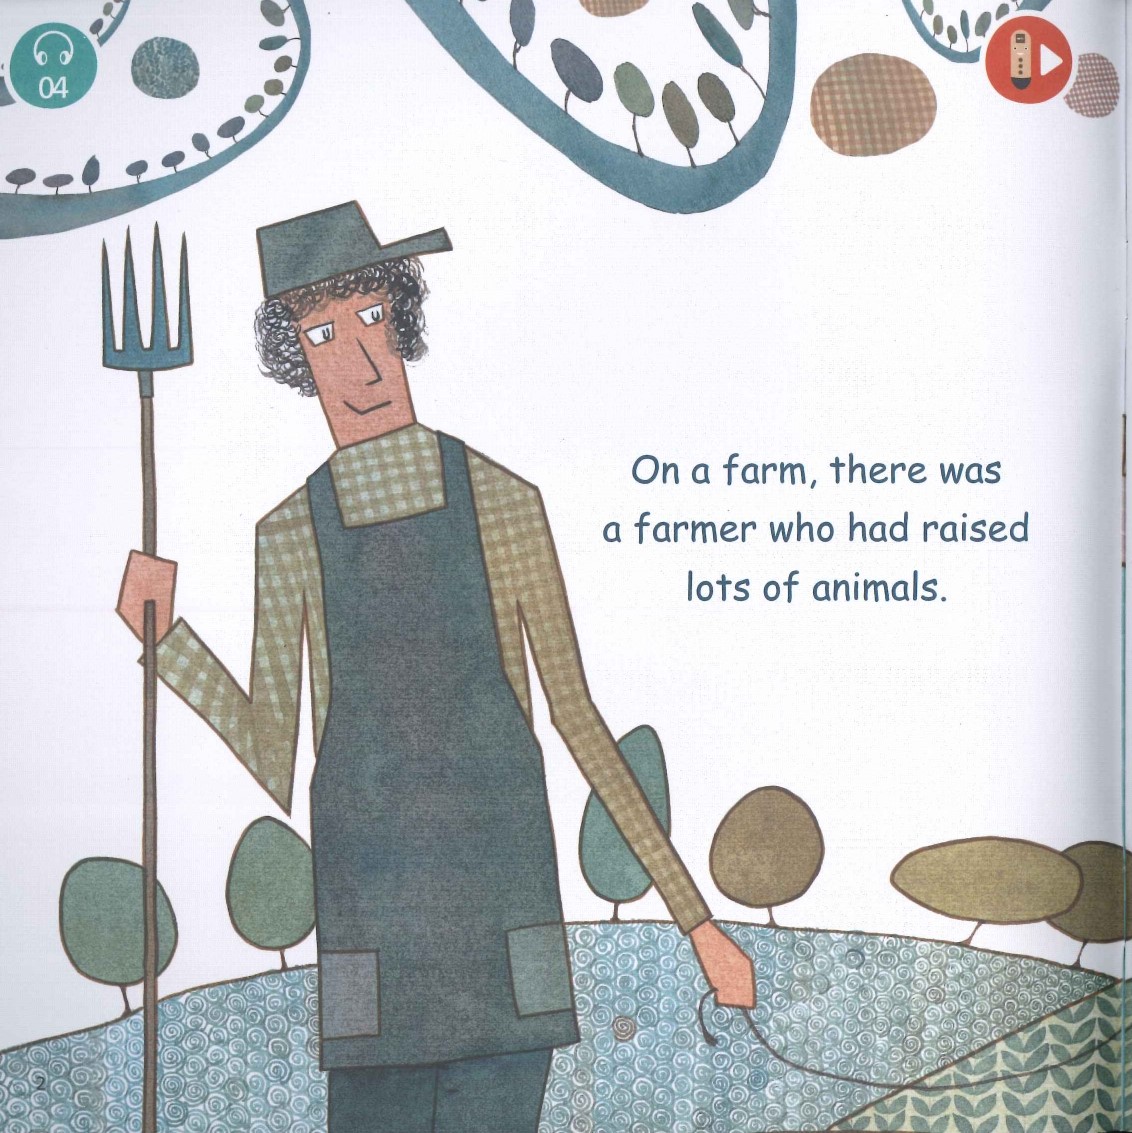 04
On a farm, there was
a farmer who had raised
lots of animals.
2